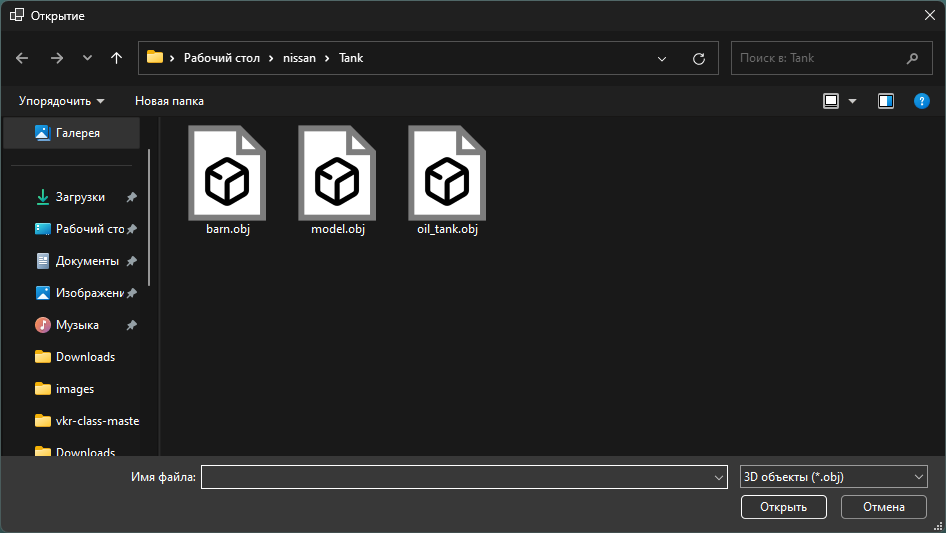 Открытие
Рабочий стол
nissan
Tank
Поиск в: Tank
Упорядочить
Новая папка
Галерея
Загрузки
Рабочий сто
Документы
Изображени
Музыка
Downloads
images
vkr-class-maste
Downloads
barn.obj
model.obj
oil_tank.obj
Имя файла:
3D объекты (*.obj)
Открыть
Отмена